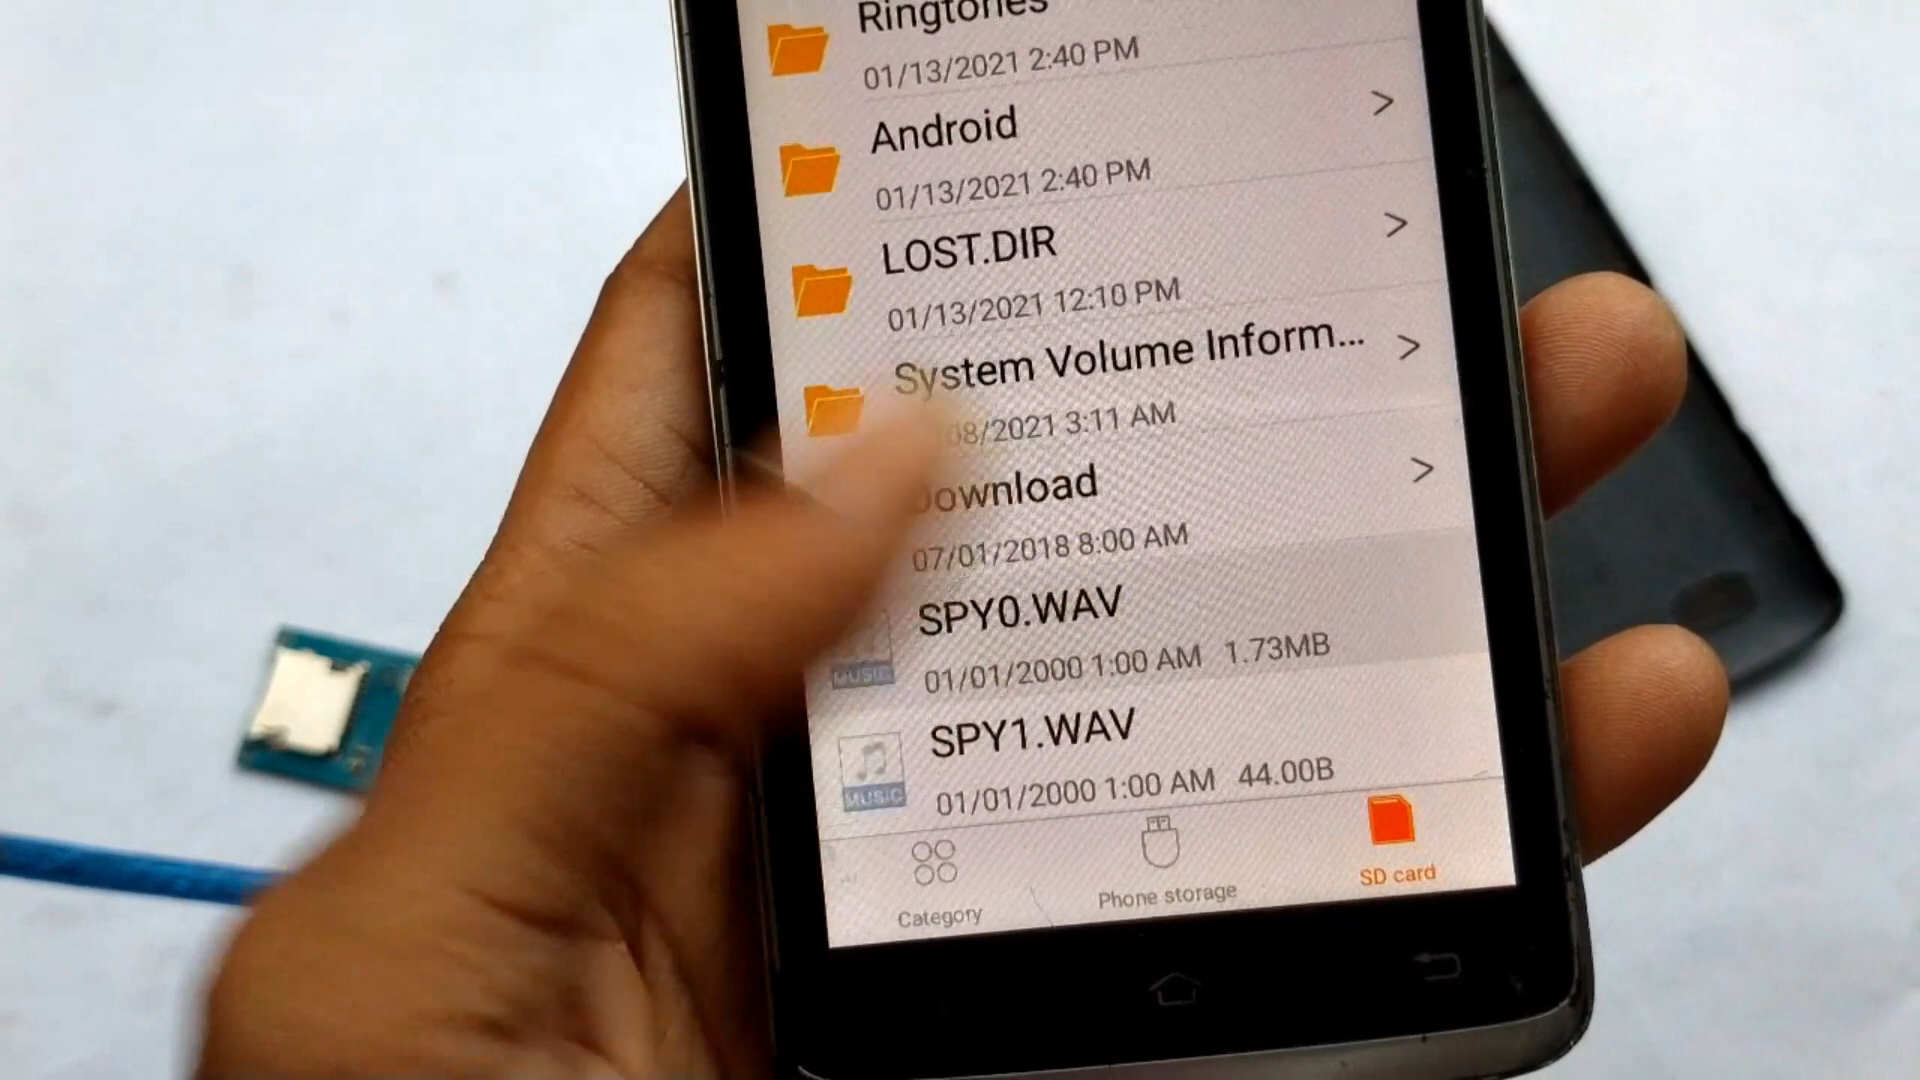 Ringtones
01/13/2021 2:40 PM
Android
01/13/2021 2:40 PM
LOST.DIR
01/13/2021 12:10 PM
System Volume Inform...
08/2021 3:11 AM
Download
07/01/2018 8:00 AM
SPY0.WAV
MUSIC
01/01/2000 1:00 AM 1.73MB
SPY1.WAV
MUSIC
01/01/2000 1:00 AM 44.00B
Category
Phone storage
SD card